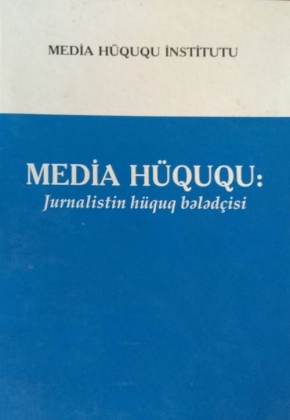 MEDİA HÜQUQU İNSTİTUTU
MEDİA HÜQUQU:
Jurnalistin hüquq bələdçisi